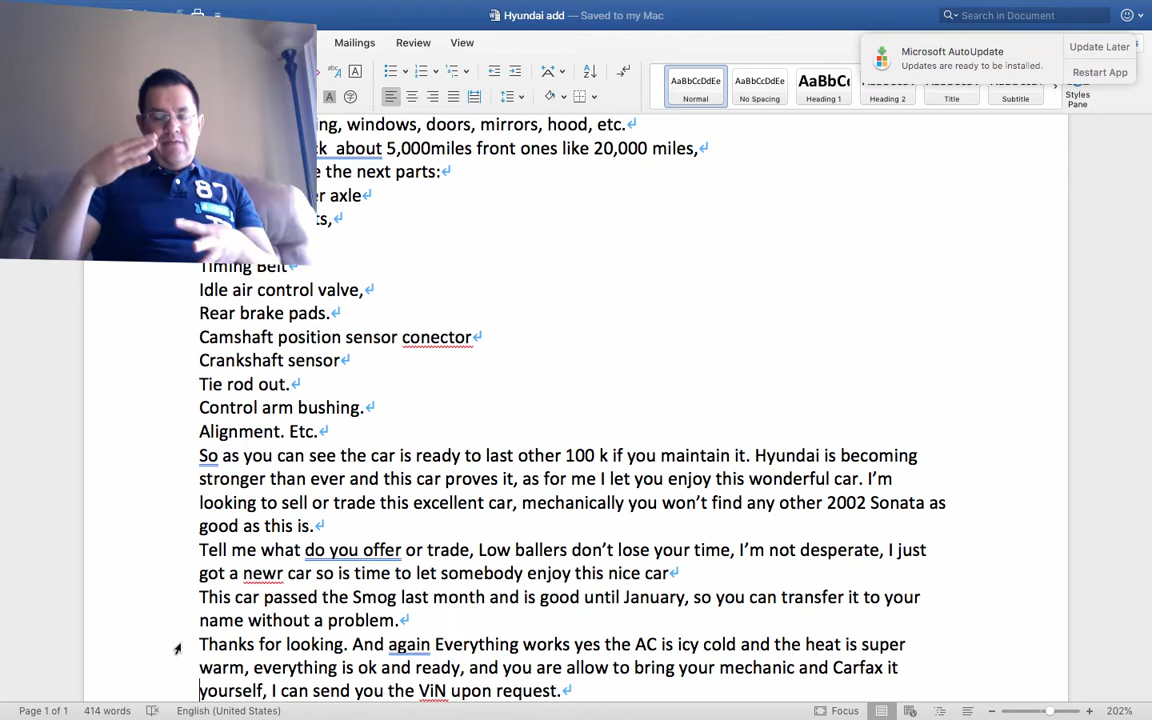 Hyundai add — Saved to my Mac
Search in Document
Mailings
Review
View
Microsoft AutoUpdate
Updates are ready to be installed.
Update Later
Restart App
AaBbCcDdEe
Normal
AaBbCcDdEe
No Spacing
AaBbC
Heading 1
Heading 2
Title
Subtitle
Styles
Pane
ng, windows, doors, mirrors, hood, etc.
about 5,000miles front ones like 20,000 miles,
e the next parts:
axle
Timing Belt
Idle air control valve,
Rear brake pads.
Camshaft position sensor conector
Crankshaft sensor
Tie rod out.
Control arm bushing.
Alignment. Etc.
So as you can see the car is ready to last other 100 k if you maintain it. Hyundai is becoming
stronger than ever and this car proves it, as for me I let you enjoy this wonderful car. I'm
looking to sell or trade this excellent car, mechanically you won't find any other 2002 Sonata as
good as this is.
Tell me what do you offer or trade, Low ballers don't lose your time, I'm not desperate, I just
got a newr car so is time to let somebody enjoy this nice car
This car passed the Smog last month and is good until January, so you can transfer it to your
name without a problem.
Thanks for looking. And again Everything works yes the AC is icy cold and the heat is super
warm, everything is ok and ready, and you are allow to bring your mechanic and Carfax it
yourself, I can send you the ViN upon request.
Page 1 of 1
414 words
English (United States)
Focus
202%